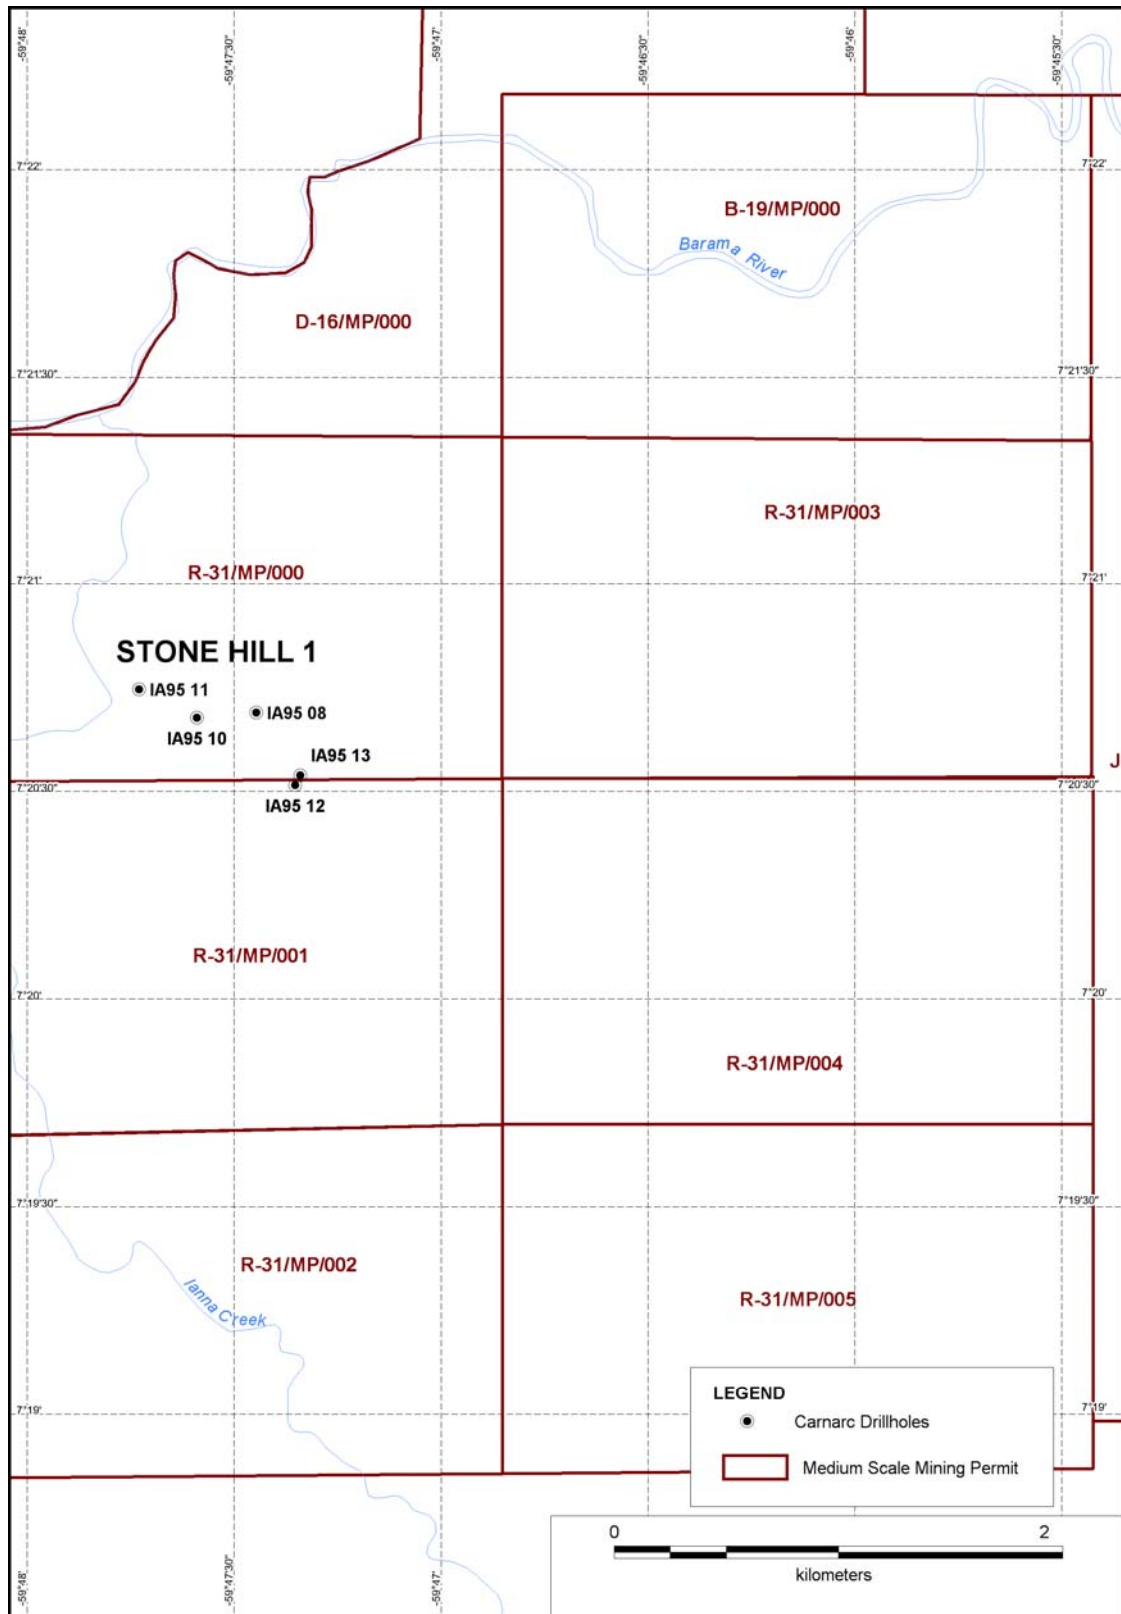 -59°48'
-59°47'30"
-59°47'
-59°46'30"
-59°46'
-59°45'30"
7°22'
7°22'
B-19/MP/000
Barama River
D-16/MP/000
7°21'30"
7°21'30"
R-31/MP/003
R-31/MP/000
7°21'
7°21'
STONE HILL 1
IA95 11
IA95 08
IA95 10
IA95 13
J
7°20'30"
7°20'30"
IA95 12
R-31/MP/001
7°20'
7°20'
R-31/MP/004
7°19'30"
7°19'30"
R-31/MP/002
Ianna Creek
R-31/MP/005
LEGEND
Carnarc Drillholes
Medium Scale Mining Permit
7°19'
7°19'
0 2
kilometers
-59°48'
-59°47'30"
-59°47'